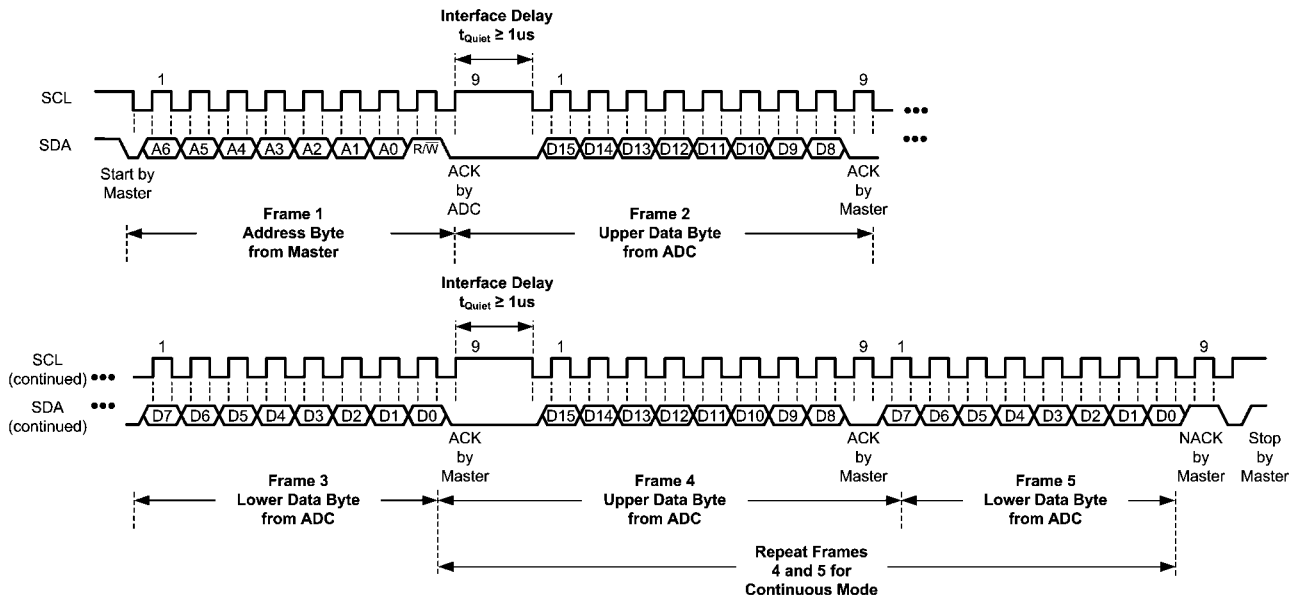 Interface Delay
tQuiet ≥ 1us
1 9 1 9
SCL •••
SDA A6 A5 A4 A3 A2 A1 A0 R/W̅ D15 D14 D13 D12 D11 D10 D9 D8 •••
Start by
Master
ACK
by
ADC
ACK
by
Master
Frame 1
Address Byte
from Master
Frame 2
Upper Data Byte
from ADC
Interface Delay
tQuiet ≥ 1us
1 9 1 9 1 9
SCL
(continued) •••
SDA
(continued) •••
D7 D6 D5 D4 D3 D2 D1 D0 D15 D14 D13 D12 D11 D10 D9 D8 D7 D6 D5 D4 D3 D2 D1 D0
ACK
by
Master
ACK
by
Master
NACK
by
Master
Stop
by
Master
Frame 3
Lower Data Byte
from ADC
Frame 4
Upper Data Byte
from ADC
Frame 5
Lower Data Byte
from ADC
Repeat Frames
4 and 5 for
Continuous Mode